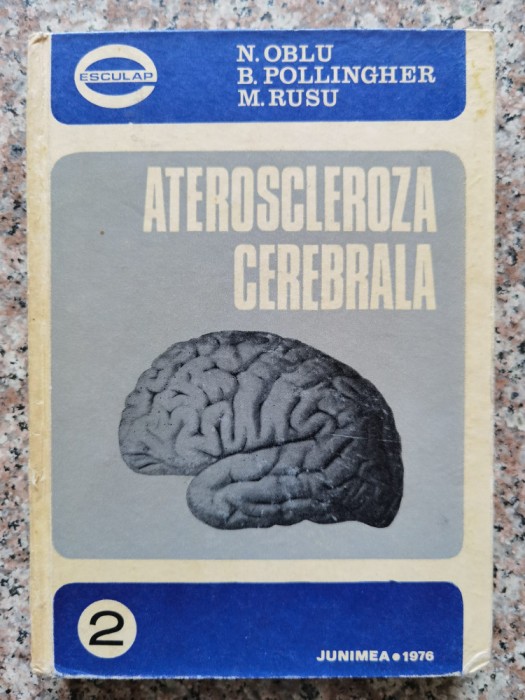 ESCULAP
N. OBLU
B. POLLINGHER
M. RUSU
ATEROSCLEROZA
CEREBRALA
2
JUNIMEA • 1976